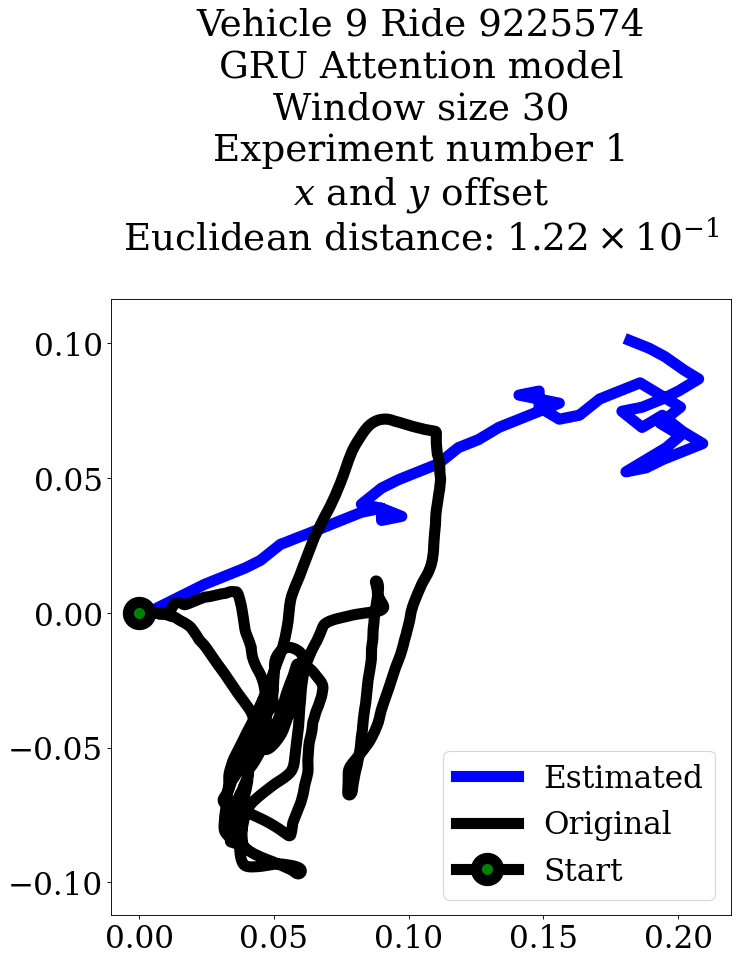 Vehicle 9 Ride 9225574
GRU Attention model
Window size 30
Experiment number 1
x and y offset
Euclidean distance: 1.22 × 10⁻¹
0.10
0.05
0.00
−0.05
−0.10
Estimated
Original
Start
0.00 0.05 0.10 0.15 0.20